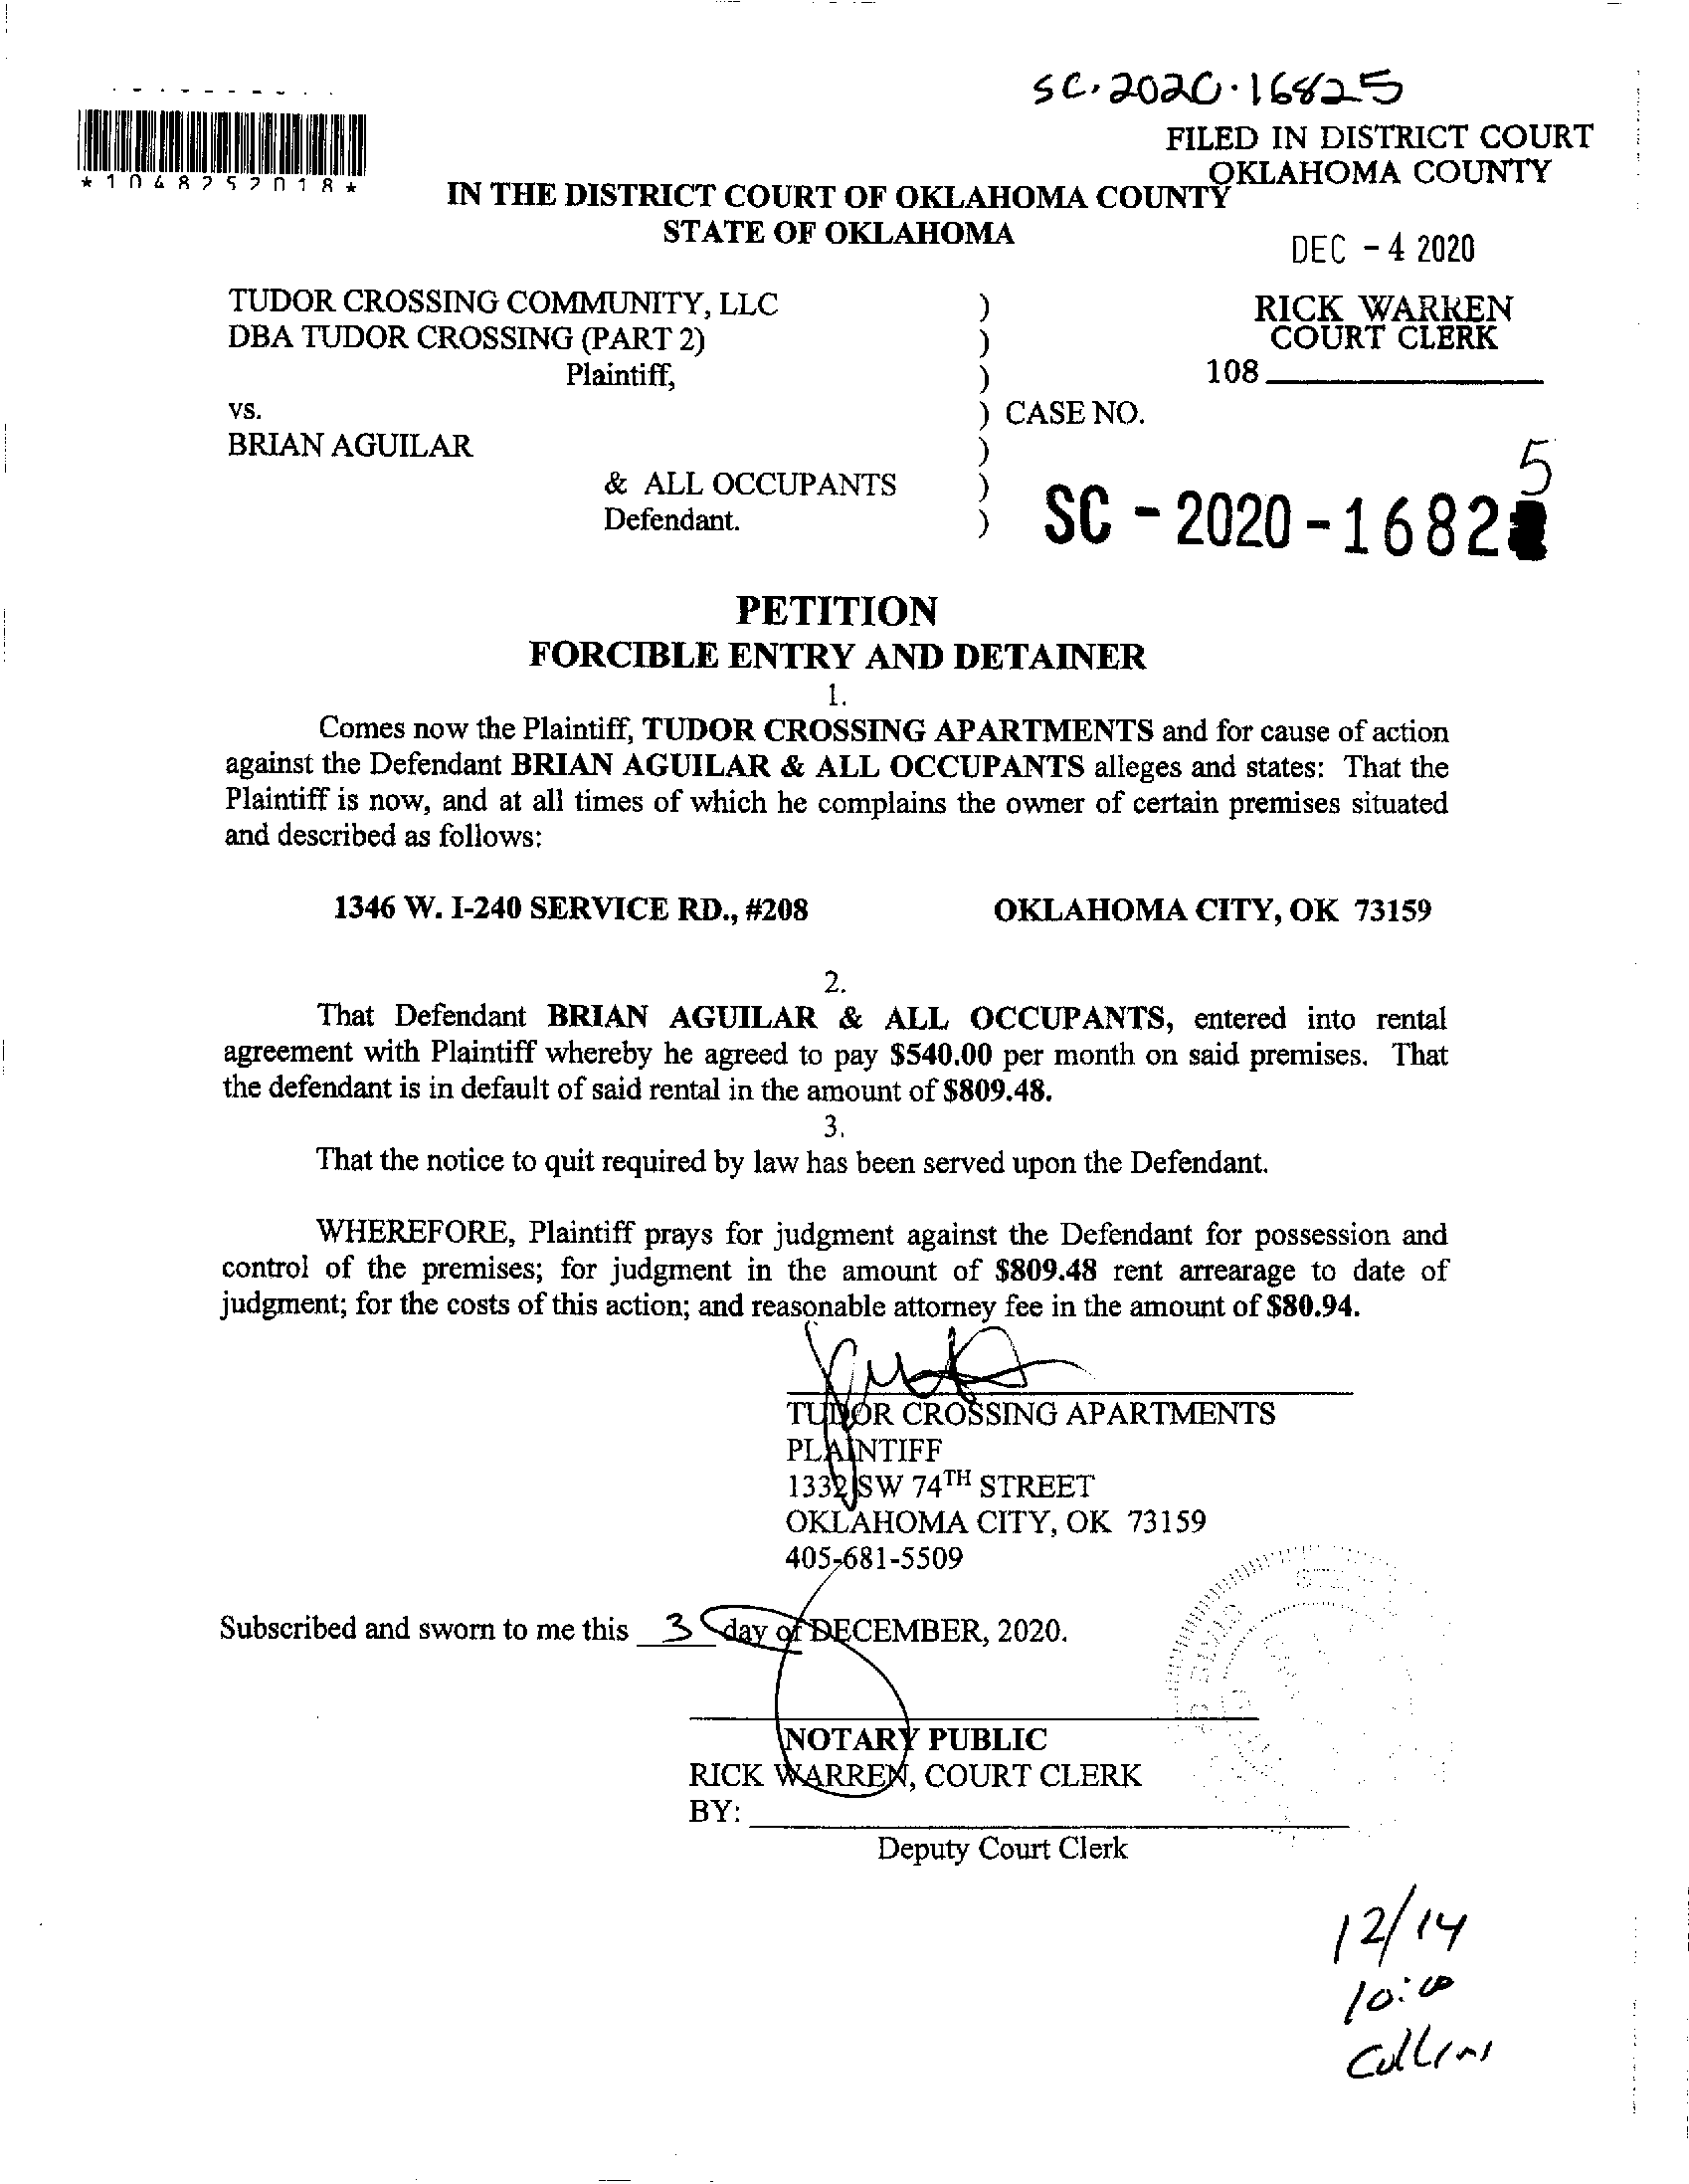 SC-2020-16825
FILED IN DISTRICT COURT
OKLAHOMA COUNTY
*1048252018*
IN THE DISTRICT COURT OF OKLAHOMA COUNTY
STATE OF OKLAHOMA
DEC - 4 2020
TUDOR CROSSING COMMUNITY, LLC )
DBA TUDOR CROSSING (PART 2) )
Plaintiff, )
RICK WARREN
COURT CLERK
108
vs. ) CASE NO.
BRIAN AGUILAR )
& ALL OCCUPANTS )
Defendant. )
SC - 2020 - 1682 5
PETITION
FORCIBLE ENTRY AND DETAINER
1.
Comes now the Plaintiff, TUDOR CROSSING APARTMENTS and for cause of action
against the Defendant BRIAN AGUILAR & ALL OCCUPANTS alleges and states: That the
Plaintiff is now, and at all times of which he complains the owner of certain premises situated
and described as follows:
1346 W. I-240 SERVICE RD., #208 OKLAHOMA CITY, OK 73159
2.
That Defendant BRIAN AGUILAR & ALL OCCUPANTS, entered into rental
agreement with Plaintiff whereby he agreed to pay $540.00 per month on said premises. That
the defendant is in default of said rental in the amount of $809.48.
3.
That the notice to quit required by law has been served upon the Defendant.
WHEREFORE, Plaintiff prays for judgment against the Defendant for possession and
control of the premises; for judgment in the amount of $809.48 rent arrearage to date of
judgment; for the costs of this action; and reasonable attorney fee in the amount of $80.94.
TUDOR CROSSING APARTMENTS
PLAINTIFF
1332 SW 74TH STREET
OKLAHOMA CITY, OK 73159
405-681-5509
Subscribed and sworn to me this 3 day of DECEMBER, 2020.
NOTARY PUBLIC
RICK WARREN, COURT CLERK
BY:
Deputy Court Clerk
12/14
10:00
Collins